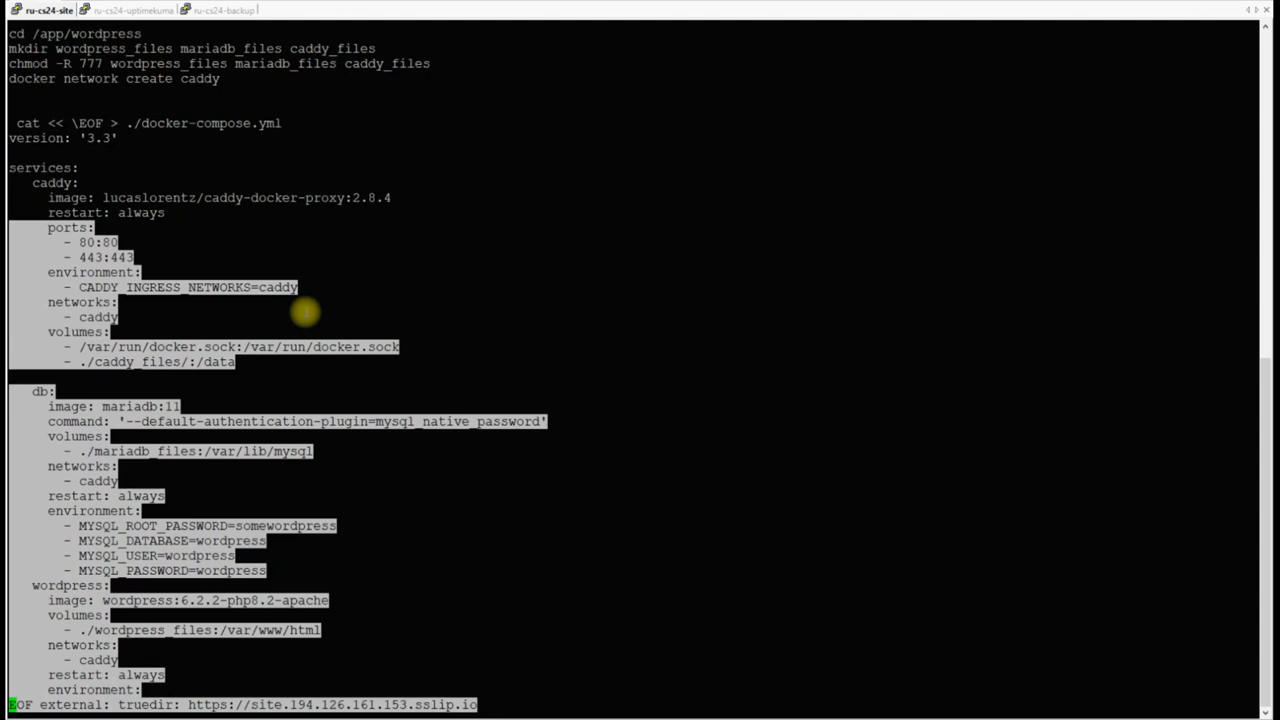 ru-cs24-site ru-cs24-uptimekuma ru-cs24-backup
cd /app/wordpress
mkdir wordpress_files mariadb_files caddy_files
chmod -R 777 wordpress_files mariadb_files caddy_files
docker network create caddy
cat << \EOF > ./docker-compose.yml
version: '3.3'
services:
caddy:
image: lucaslorentz/caddy-docker-proxy:2.8.4
restart: always
ports:
- 80:80
- 443:443
environment:
- CADDY_INGRESS_NETWORKS=caddy
networks:
- caddy
volumes:
- /var/run/docker.sock:/var/run/docker.sock
- ./caddy_files/:/data
db:
image: mariadb:11
command: '--default-authentication-plugin=mysql_native_password'
volumes:
- ./mariadb_files:/var/lib/mysql
networks:
- caddy
restart: always
environment:
- MYSQL_ROOT_PASSWORD=somewordpress
- MYSQL_DATABASE=wordpress
- MYSQL_USER=wordpress
- MYSQL_PASSWORD=wordpress
wordpress:
image: wordpress:6.2.2-php8.2-apache
volumes:
- ./wordpress_files:/var/www/html
networks:
- caddy
restart: always
environment:
EOF external: truedir: https://site.194.126.161.153.sslip.io